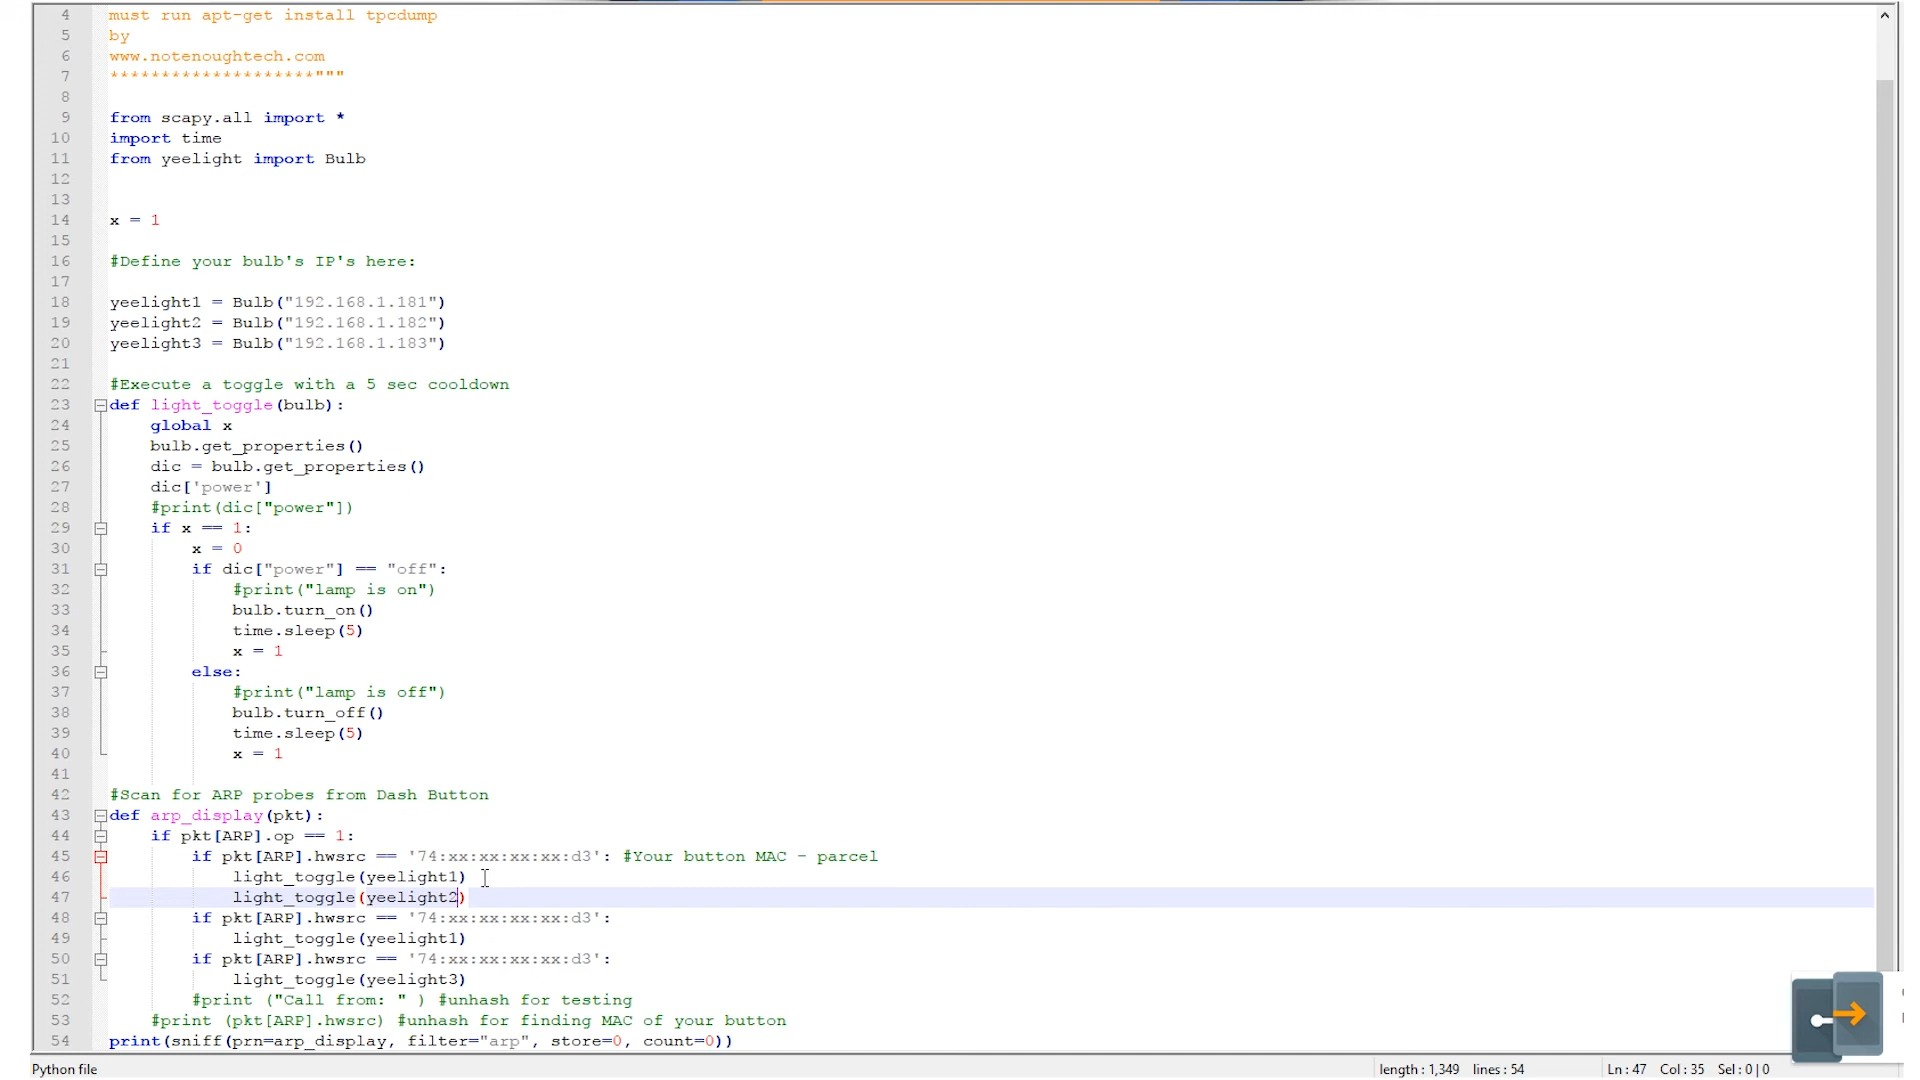 4 must run apt-get install tpcdump
5 by
6 www.notenoughtech.com
7 ********************"""
8
9 from scapy.all import *
10 import time
11 from yeelight import Bulb
12
13
14 x = 1
15
16 #Define your bulb's IP's here:
17
18 yeelight1 = Bulb("192.168.1.181")
19 yeelight2 = Bulb("192.168.1.182")
20 yeelight3 = Bulb("192.168.1.183")
21
22 #Execute a toggle with a 5 sec cooldown
23 def light_toggle(bulb):
24 global x
25 bulb.get_properties()
26 dic = bulb.get_properties()
27 dic['power']
28 #print(dic["power"])
29 if x == 1:
30 x = 0
31 if dic["power"] == "off":
32 #print("lamp is on")
33 bulb.turn_on()
34 time.sleep(5)
35 x = 1
36 else:
37 #print("lamp is off")
38 bulb.turn_off()
39 time.sleep(5)
40 x = 1
41
42 #Scan for ARP probes from Dash Button
43 def arp_display(pkt):
44 if pkt[ARP].op == 1:
45 if pkt[ARP].hwsrc == '74:xx:xx:xx:xx:d3': #Your button MAC - parcel
46 light_toggle(yeelight1)
47 light_toggle(yeelight2)
48 if pkt[ARP].hwsrc == '74:xx:xx:xx:xx:d3':
49 light_toggle(yeelight1)
50 if pkt[ARP].hwsrc == '74:xx:xx:xx:xx:d3':
51 light_toggle(yeelight3)
52 #print ("Call from: " ) #unhash for testing
53 #print (pkt[ARP].hwsrc) #unhash for finding MAC of your button
54 print(sniff(prn=arp_display, filter="arp", store=0, count=0))
Python file length : 1,349 lines : 54 Ln : 47 Col : 35 Sel : 0 | 0